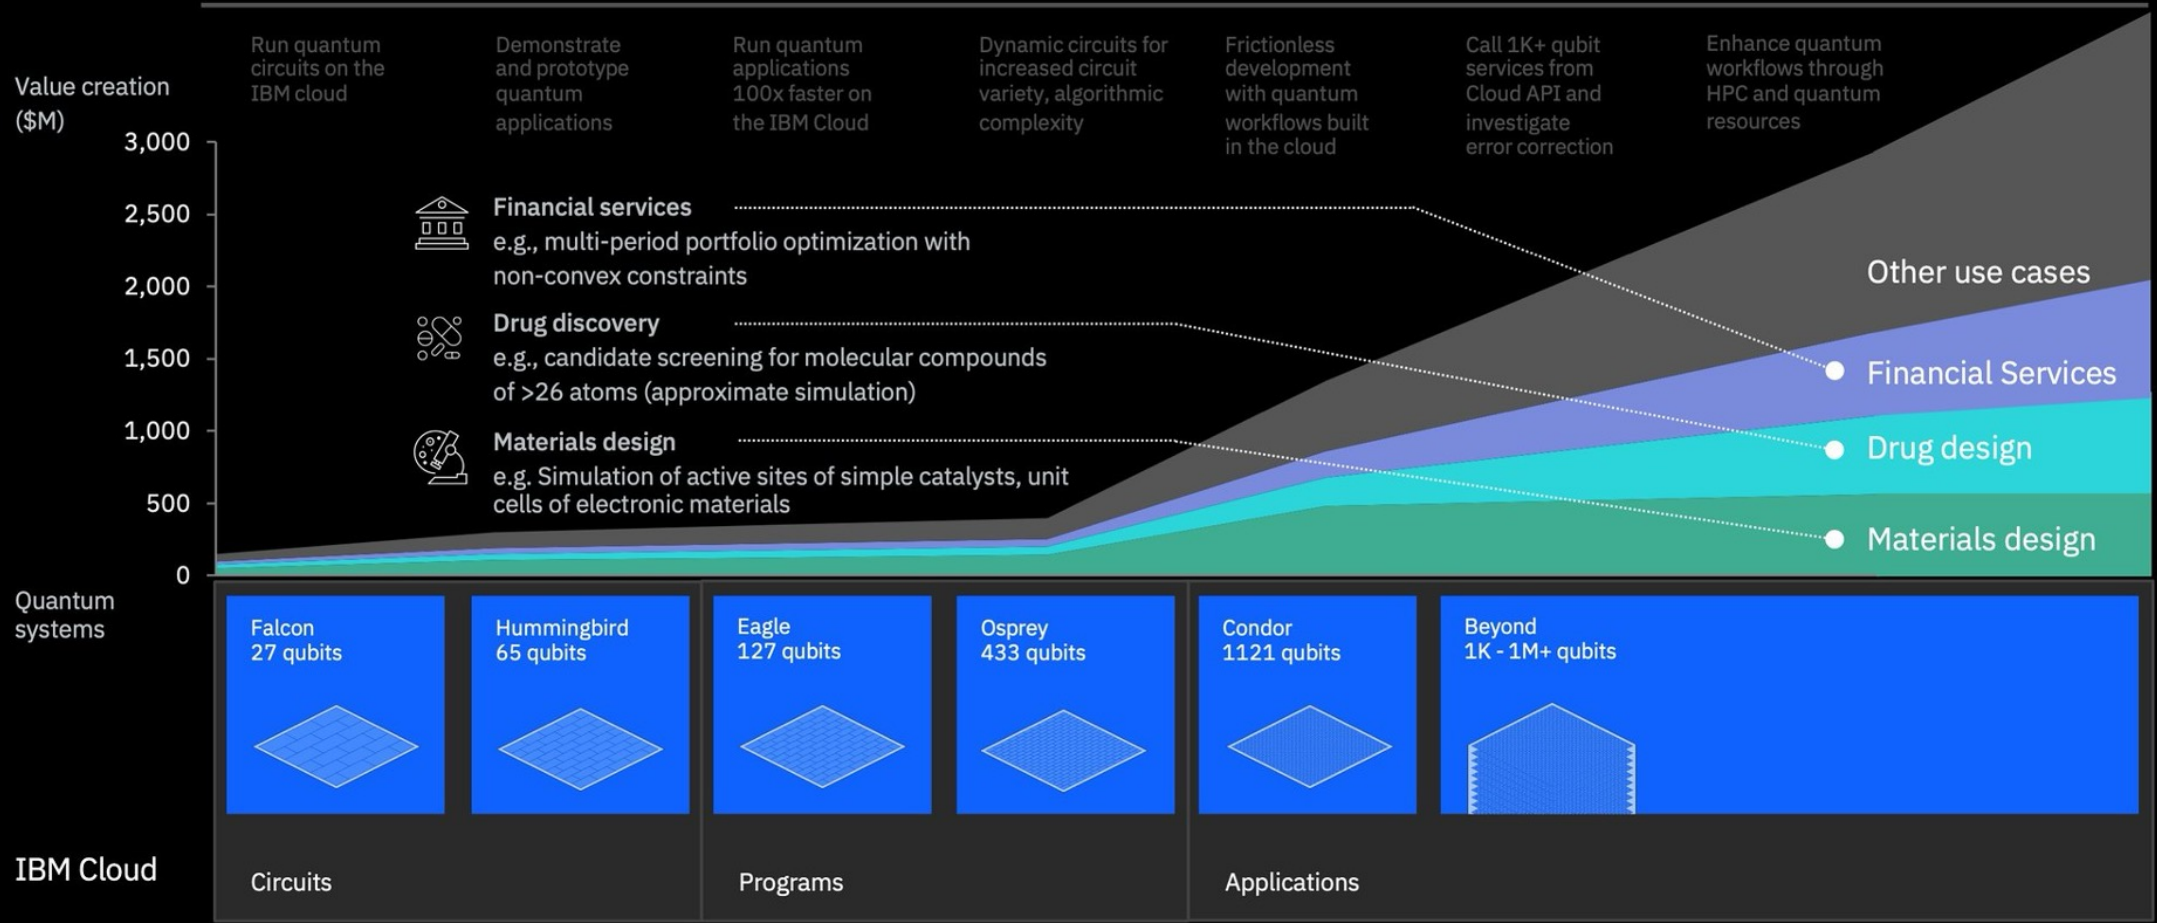 Run quantum
circuits on the
IBM cloud
Demonstrate
and prototype
quantum
applications
Run quantum
applications
100x faster on
the IBM Cloud
Dynamic circuits for
increased circuit
variety, algorithmic
complexity
Frictionless
development
with quantum
workflows built
in the cloud
Call 1K+ qubit
services from
Cloud API and
investigate
error correction
Enhance quantum
workflows through
HPC and quantum
resources
Value creation
($M)
3,000
2,500
2,000
1,500
1,000
500
0
Financial services
e.g., multi-period portfolio optimization with
non-convex constraints
Drug discovery
e.g., candidate screening for molecular compounds
of >26 atoms (approximate simulation)
Materials design
e.g. Simulation of active sites of simple catalysts, unit
cells of electronic materials
Other use cases
Financial Services
Drug design
Materials design
Quantum
systems
Falcon
27 qubits
Hummingbird
65 qubits
Eagle
127 qubits
Osprey
433 qubits
Condor
1121 qubits
Beyond
1K - 1M+ qubits
IBM Cloud
Circuits
Programs
Applications